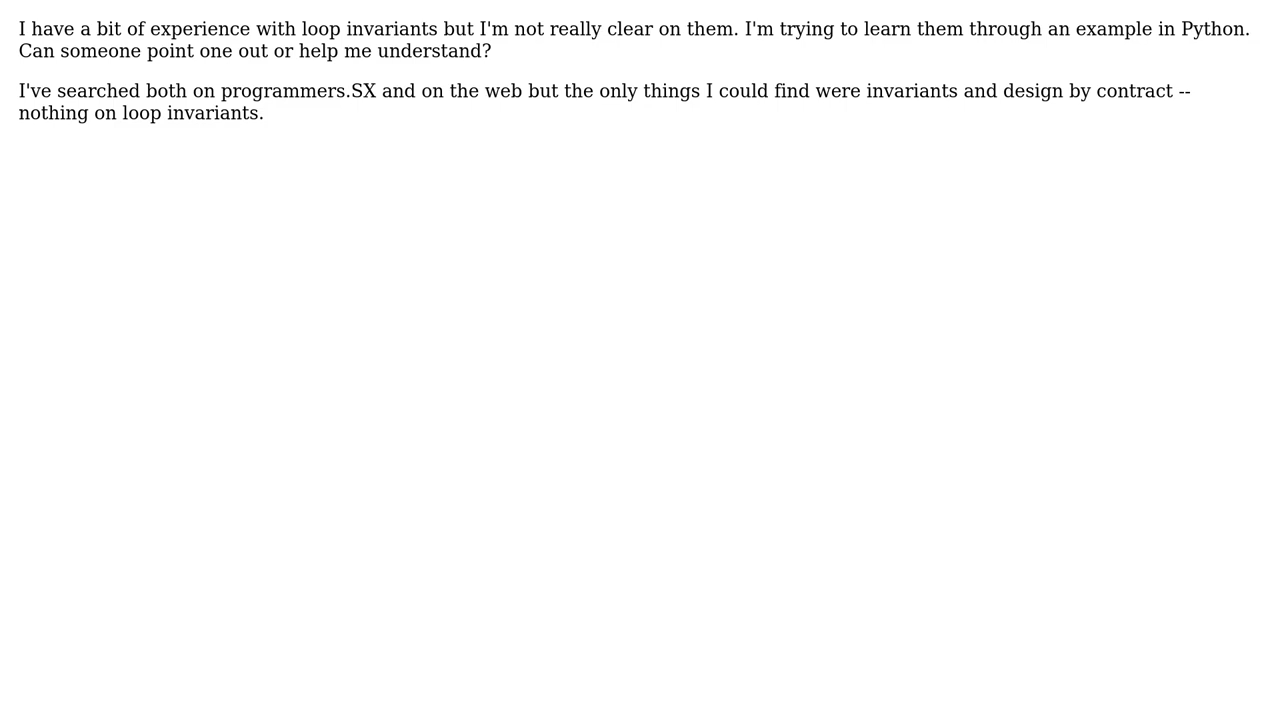 I have a bit of experience with loop invariants but I'm not really clear on them. I'm trying to learn them through an example in Python.
Can someone point one out or help me understand?
I've searched both on programmers.SX and on the web but the only things I could find were invariants and design by contract --
nothing on loop invariants.